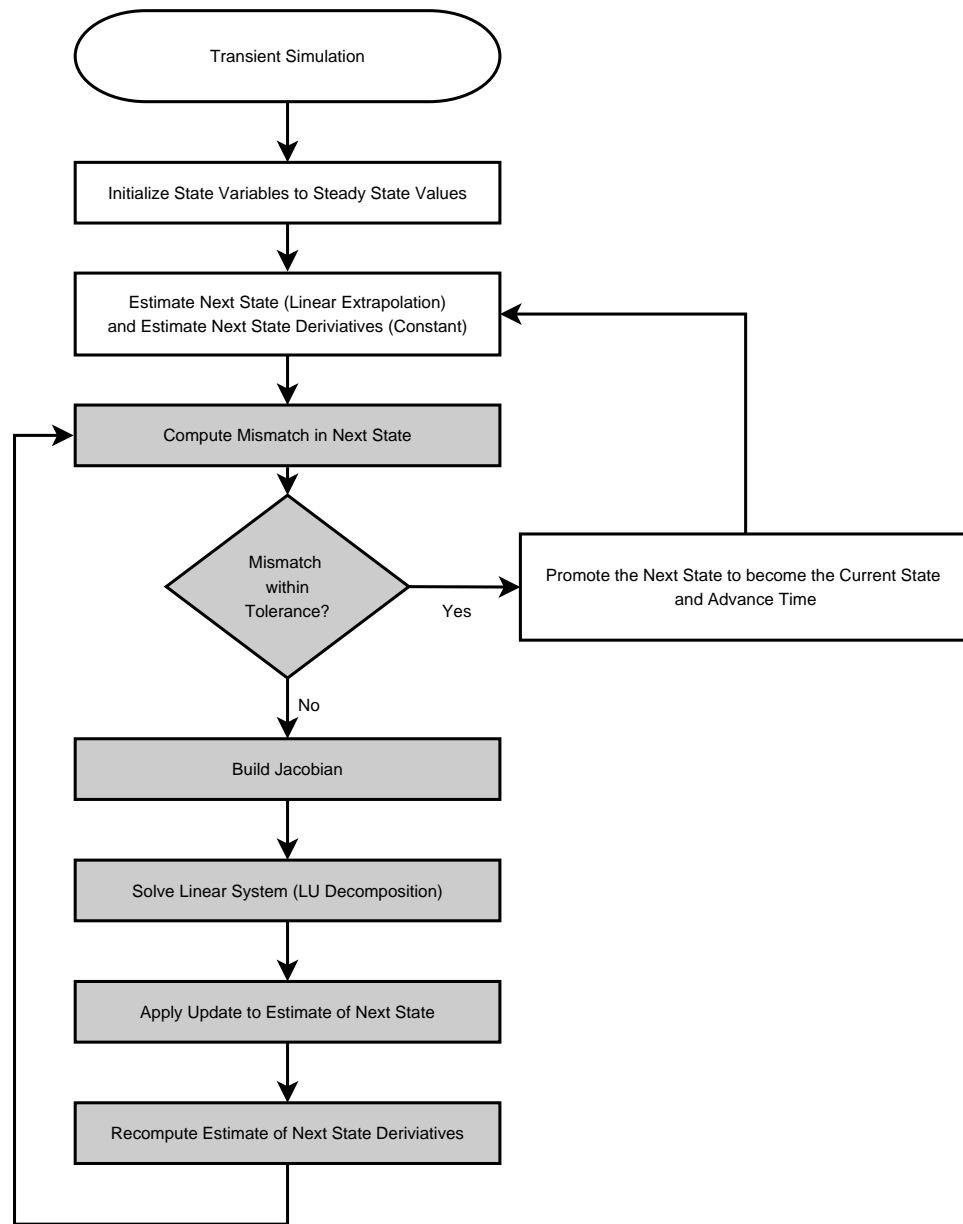 Transient Simulation
Initialize State Variables to Steady State Values
Estimate Next State (Linear Extrapolation)
and Estimate Next State Deriviatives (Constant)
Compute Mismatch in Next State
Mismatch
within
Tolerance?
Yes
Promote the Next State to become the Current State
and Advance Time
No
Build Jacobian
Solve Linear System (LU Decomposition)
Apply Update to Estimate of Next State
Recompute Estimate of Next State Deriviatives